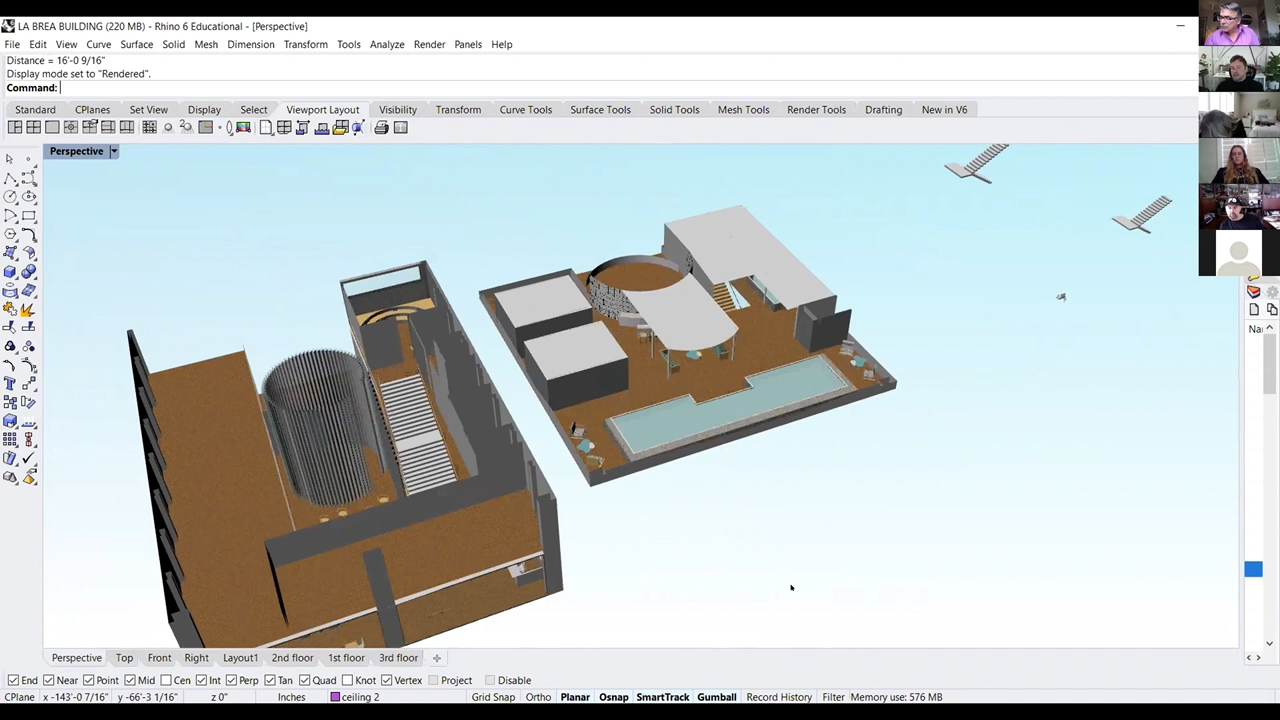 LA BREA BUILDING (220 MB) - Rhino 6 Educational - [Perspective]
File Edit View Curve Surface Solid Mesh Dimension Transform Tools Analyze Render Panels Help
Distance = 16'-0 9/16"
Display mode set to "Rendered".
Command:
Standard CPlanes Set View Display Select Viewport Layout Visibility Transform Curve Tools Surface Tools Solid Tools Mesh Tools Render Tools Drafting New in V6
Perspective
Na
Perspective Top Front Right Layout1 2nd floor 1st floor 3rd floor
End Near Point Mid Cen Int Perp Tan Quad Knot Vertex Project Disable
CPlane x -143'-0 7/16" y -66'-3 1/16" z 0" Inches ceiling 2 Grid Snap Ortho Planar Osnap SmartTrack Gumball Record History Filter Memory use: 576 MB